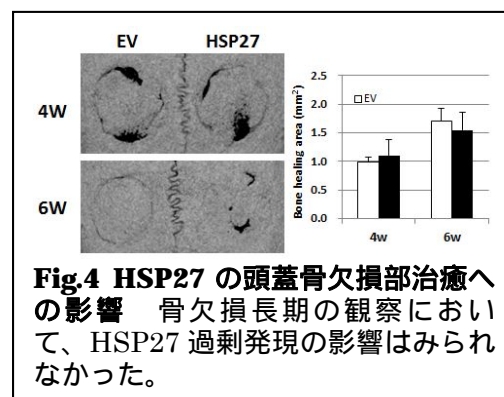 EV HSP27
4W
6W
Bone healing area (mm²)
2.5
2.0
1.5
1.0
0.5
0.0
EV
4w 6w
Fig.4 HSP27 の頭蓋骨欠損部治癒へ
の影響 骨欠損長期の観察におい
て、HSP27 過剰発現の影響はみられ
なかった。